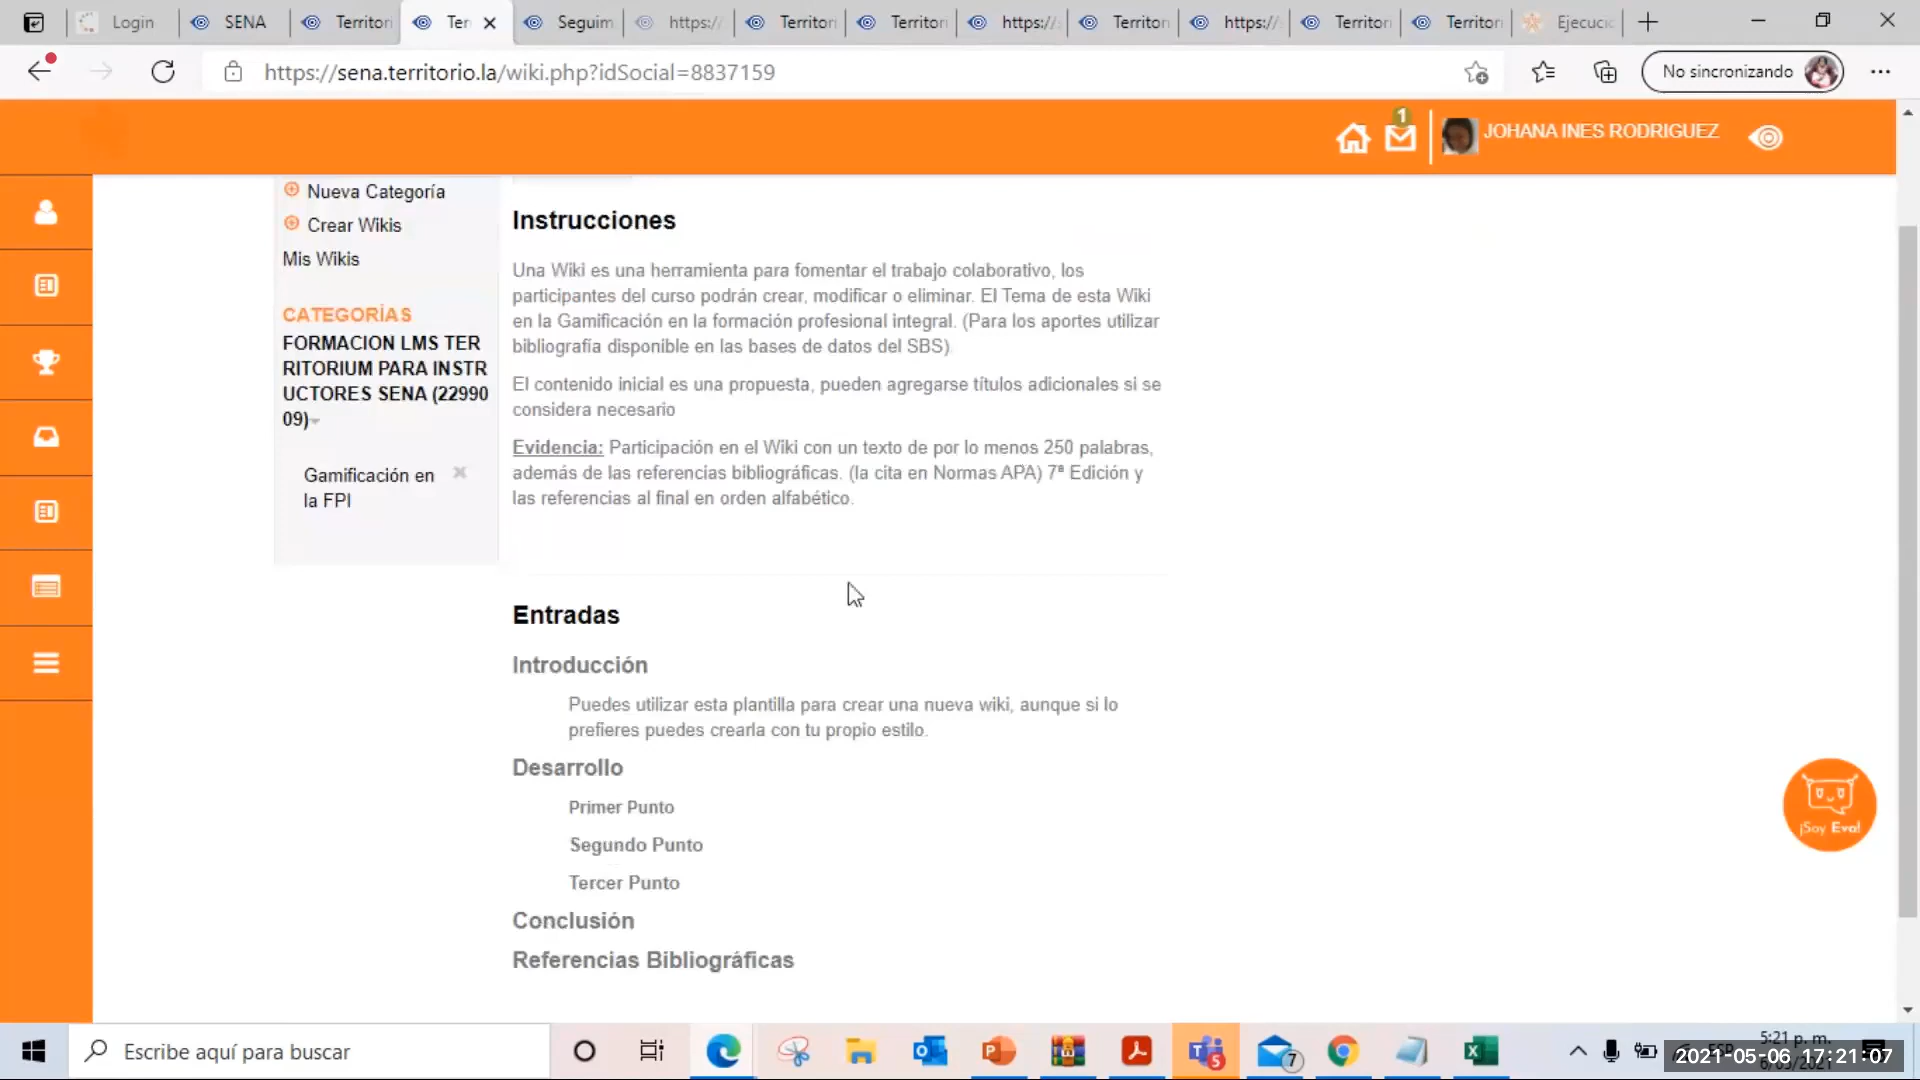 Login
SENA
Territori
Ter
Seguim
https://
Territori
Territori
https://
Territori
https://
Territori
Territori
Ejecuci
https://sena.territorio.la/wiki.php?idSocial=8837159
No sincronizando
1
JOHANA INES RODRIGUEZ
Nueva Categoría
Crear Wikis
Mis Wikis
CATEGORÍAS
FORMACION LMS TER
RITORIUM PARA INSTR
UCTORES SENA (22990
09)
Gamificación en
la FPI
Instrucciones
Una Wiki es una herramienta para fomentar el trabajo colaborativo, los
participantes del curso podrán crear, modificar o eliminar. El Tema de esta Wiki
en la Gamificación en la formación profesional integral. (Para los aportes utilizar
bibliografía disponible en las bases de datos del SBS).
El contenido inicial es una propuesta, pueden agregarse títulos adicionales si se
considera necesario
Evidencia: Participación en el Wiki con un texto de por lo menos 250 palabras,
además de las referencias bibliográficas. (la cita en Normas APA) 7ª Edición y
las referencias al final en orden alfabético.
Entradas
Introducción
Puedes utilizar esta plantilla para crear una nueva wiki, aunque si lo
prefieres puedes crearla con tu propio estilo.
Desarrollo
Primer Punto
Segundo Punto
Tercer Punto
Conclusión
Referencias Bibliográficas
¡Soy Eva!
Escribe aquí para buscar
5
7
5:21 p. m.
2021-05-06 17:21:07